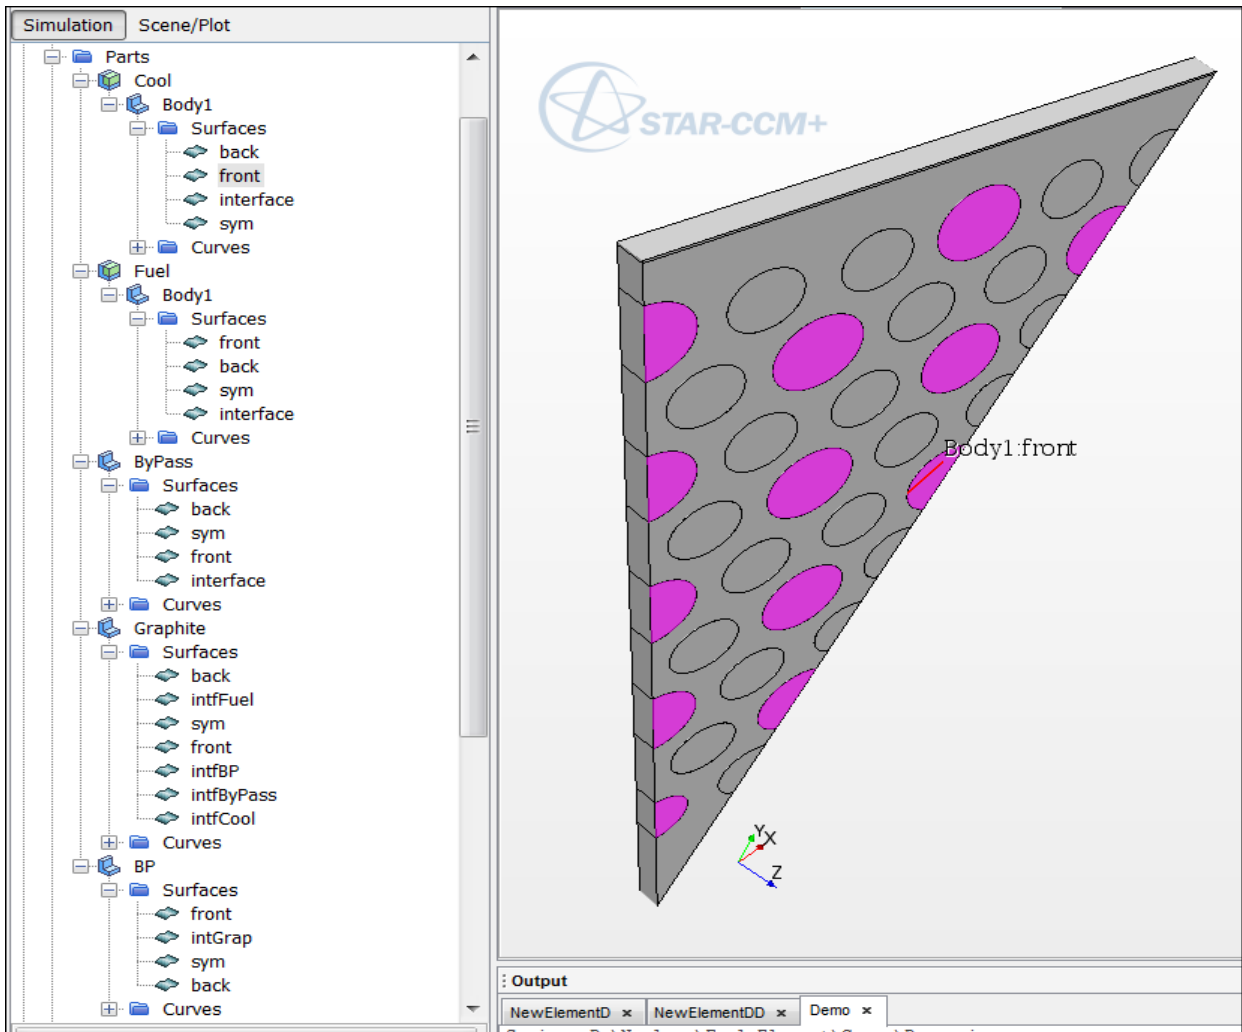 Simulation Scene/Plot
Parts
Cool
Body1
Surfaces
back
front
interface
sym
Curves
Fuel
Body1
Surfaces
front
back
sym
interface
Curves
ByPass
Surfaces
back
sym
front
interface
Curves
Graphite
Surfaces
back
intfFuel
sym
front
intfBP
intfByPass
intfCool
Curves
BP
Surfaces
front
intGrap
sym
back
Curves
STAR-CCM+
Body1:front
Y
X
Z
Output
NewElementD × NewElementDD × Demo ×